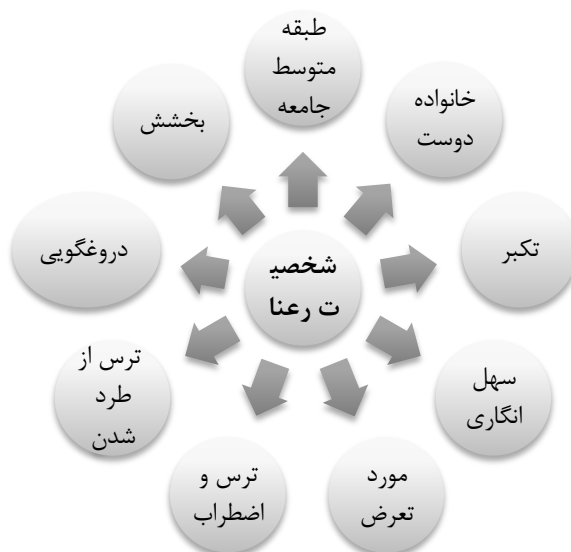 طبقه
متوسط
جامعه
خانواده
دوست
تکبر
سهل
انگاری
مورد
تعرض
ترس و
اضطراب
ترس از
طرد
شدن
دروغگویی
بخشش
شخصی
ت رعنا